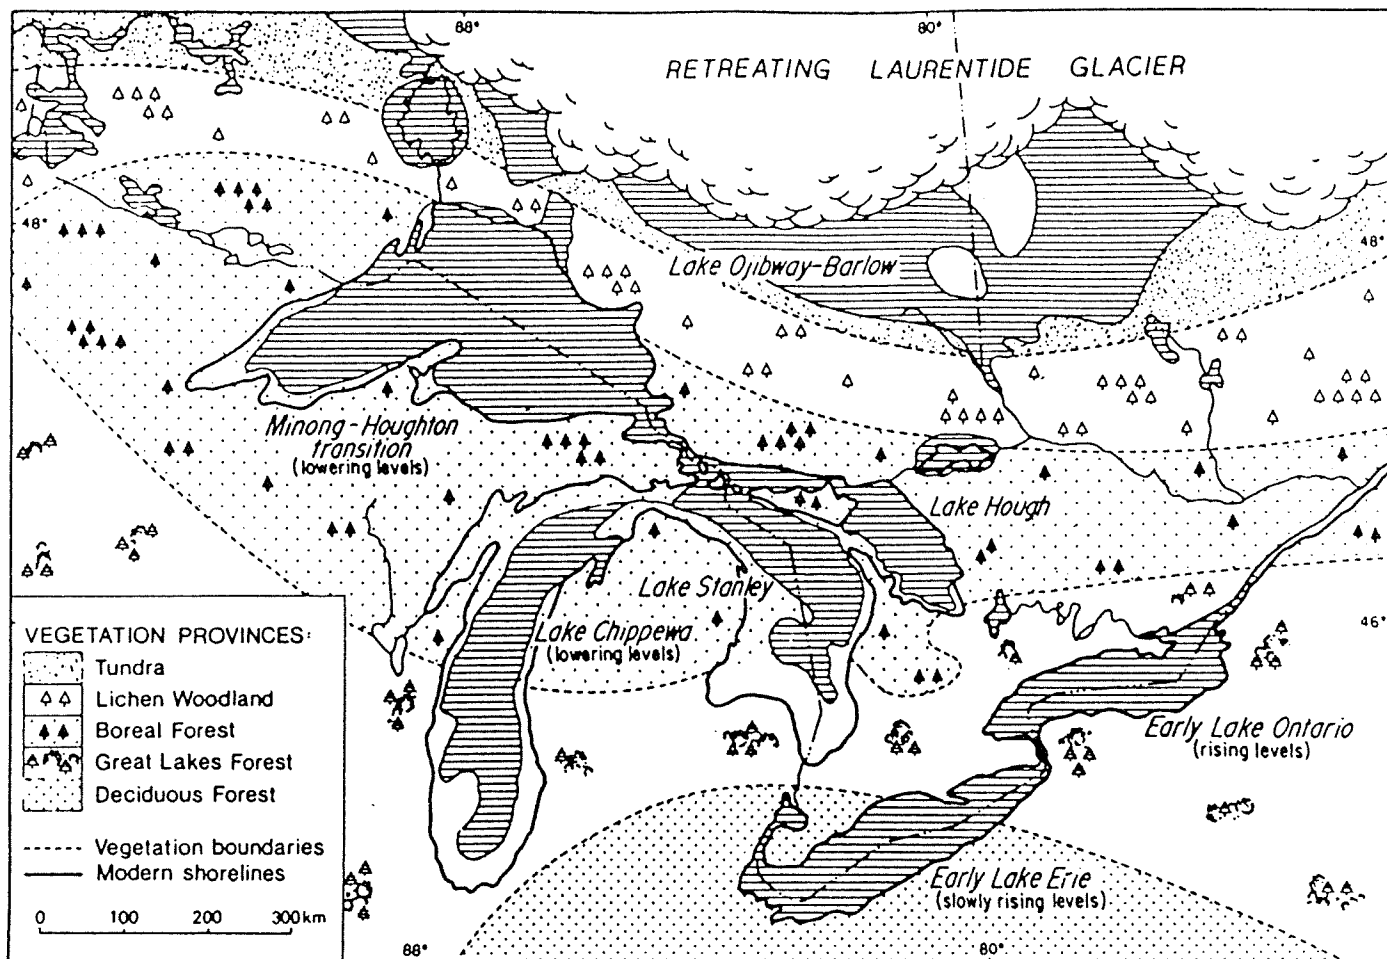 88°
80°
RETREATING LAURENTIDE GLACIER
48°
48°
Lake Ojibway-Barlow
Minong-Houghton
transition
(lowering levels)
Lake Hough
Lake Stanley
Lake Chippewa
(lowering levels)
46°
Early Lake Ontario
(rising levels)
Early Lake Erie
(slowly rising levels)
VEGETATION PROVINCES:
Tundra
Lichen Woodland
Boreal Forest
Great Lakes Forest
Deciduous Forest
Vegetation boundaries
Modern shorelines
0 100 200 300km
88°
80°